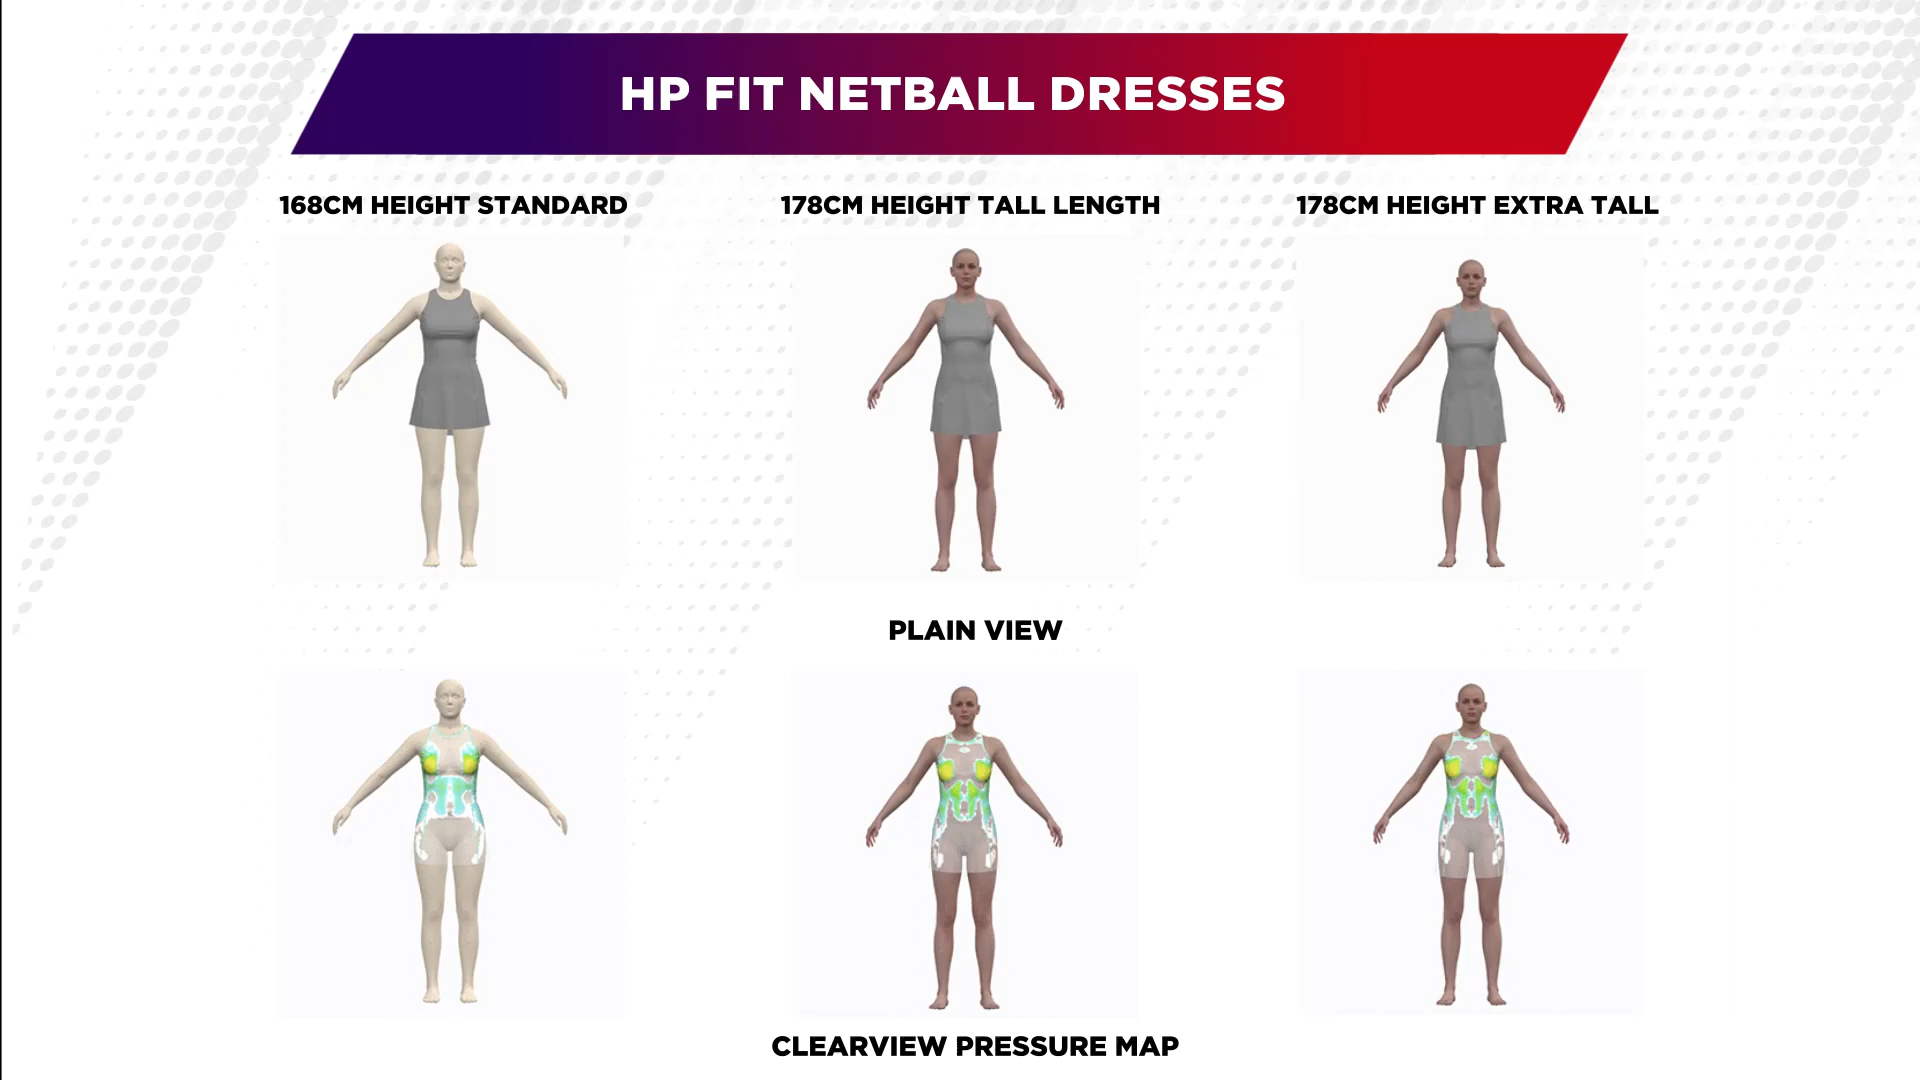 HP FIT NETBALL DRESSES
168CM HEIGHT STANDARD
178CM HEIGHT TALL LENGTH
178CM HEIGHT EXTRA TALL
PLAIN VIEW
CLEARVIEW PRESSURE MAP